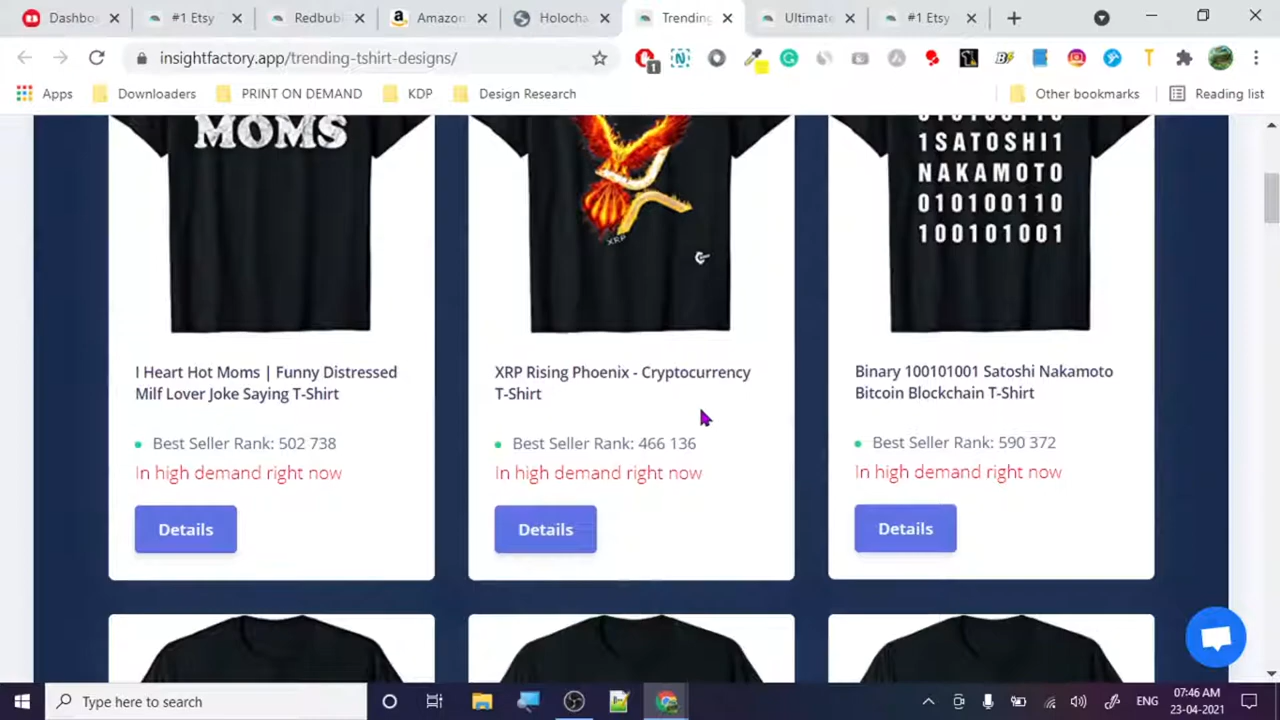 Dashbo
#1 Etsy
Redbub
Amazon
Holocha
Trending
Ultimate
#1 Etsy
insightfactory.app/trending-tshirt-designs/
1
Apps
Downloaders
PRINT ON DEMAND
KDP
Design Research
Other bookmarks
Reading list
MOMS
XRP
010100110
1SATOSHI1
NAKAMOTO
010100110
100101001
I Heart Hot Moms | Funny Distressed
Milf Lover Joke Saying T-Shirt
Best Seller Rank: 502 738
In high demand right now
Details
XRP Rising Phoenix - Cryptocurrency
T-Shirt
Best Seller Rank: 466 136
In high demand right now
Details
Binary 100101001 Satoshi Nakamoto
Bitcoin Blockchain T-Shirt
Best Seller Rank: 590 372
In high demand right now
Details
Type here to search
ENG
07:46 AM
23-04-2021